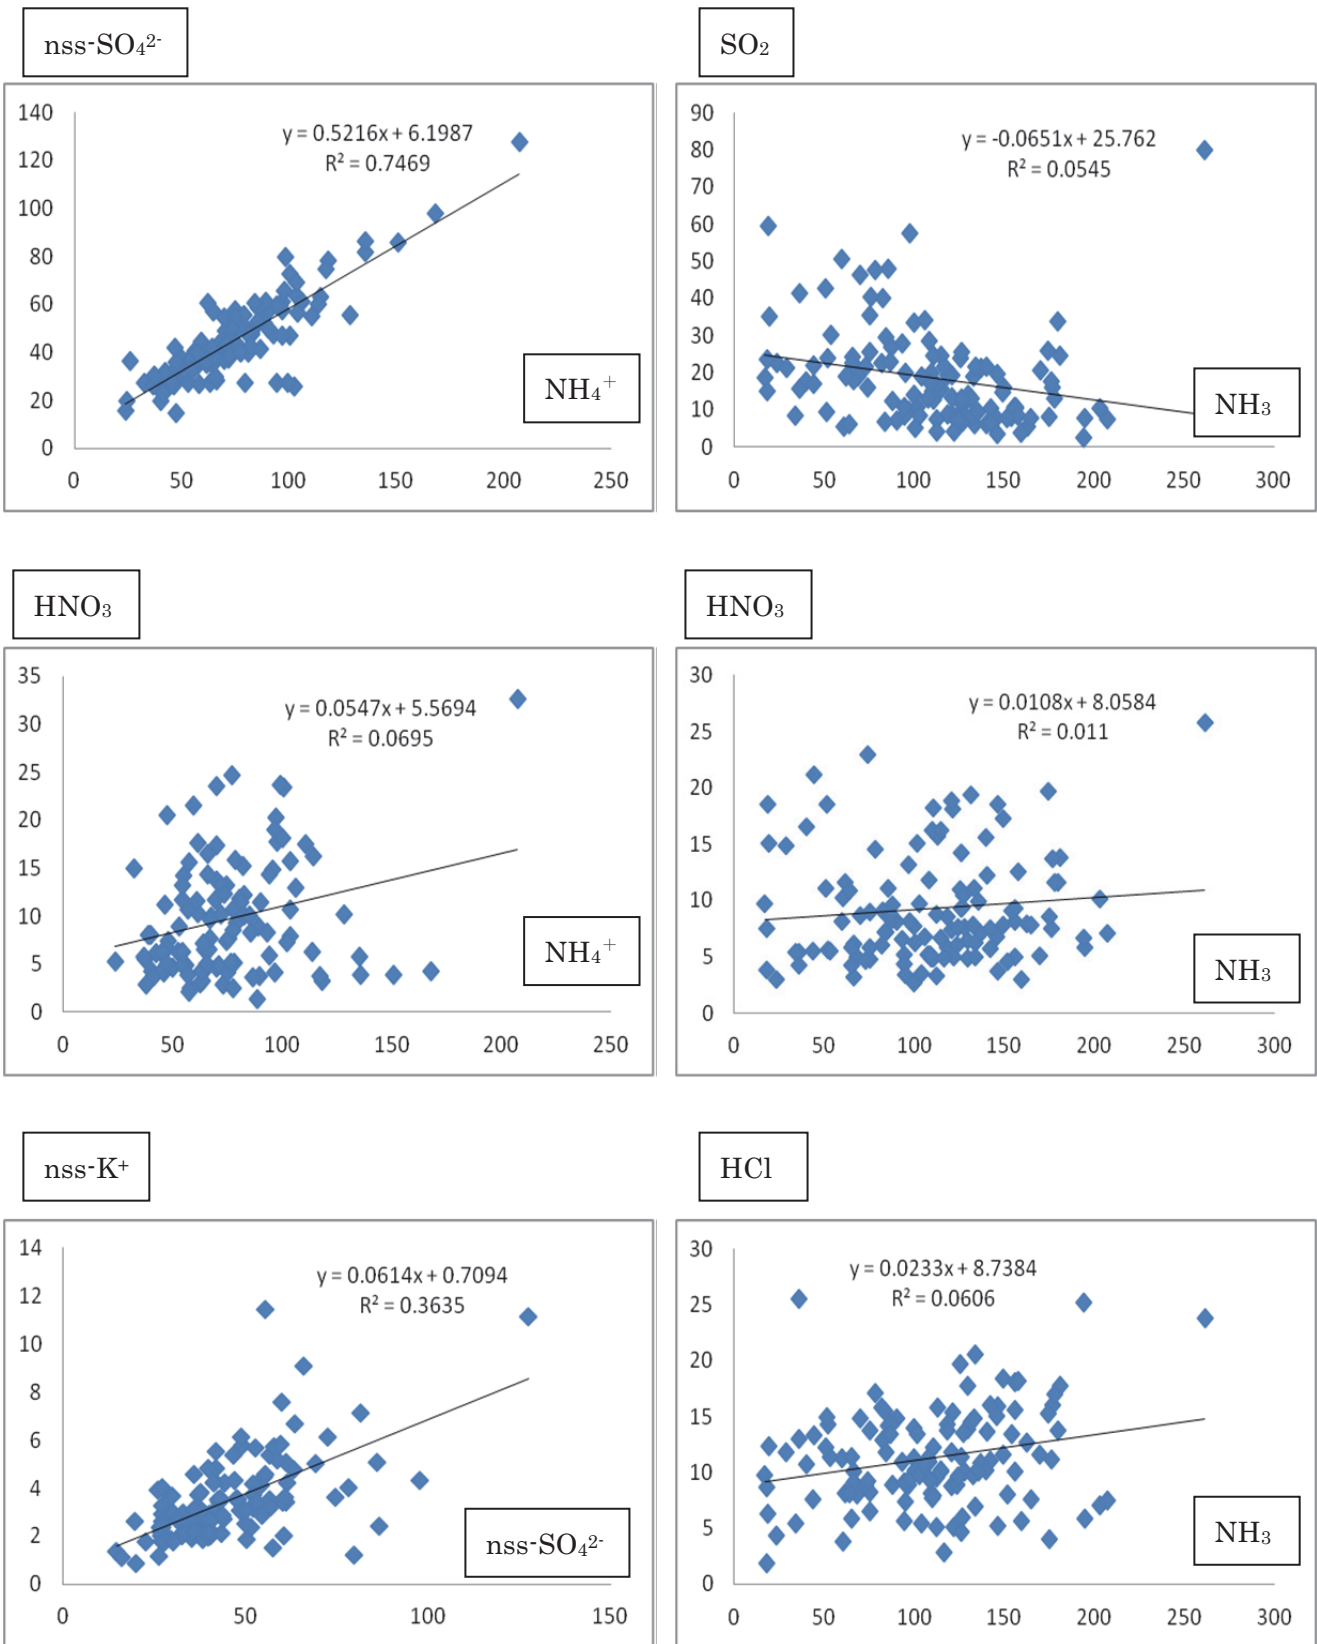 nss-SO₄²⁻
140
120
100
80
60
40
20
0
y = 0.5216x + 6.1987
R² = 0.7469
NH₄⁺
0 50 100 150 200 250
SO₂
90
80
70
60
50
40
30
20
10
0
y = -0.0651x + 25.762
R² = 0.0545
NH₃
0 50 100 150 200 250 300
HNO₃
35
30
25
20
15
10
5
0
y = 0.0547x + 5.5694
R² = 0.0695
NH₄⁺
0 50 100 150 200 250
HNO₃
30
25
20
15
10
5
0
y = 0.0108x + 8.0584
R² = 0.011
NH₃
0 50 100 150 200 250 300
nss-K⁺
14
12
10
8
6
4
2
0
y = 0.0614x + 0.7094
R² = 0.3635
nss-SO₄²⁻
0 50 100 150
HCl
30
25
20
15
10
5
0
y = 0.0233x + 8.7384
R² = 0.0606
NH₃
0 50 100 150 200 250 300